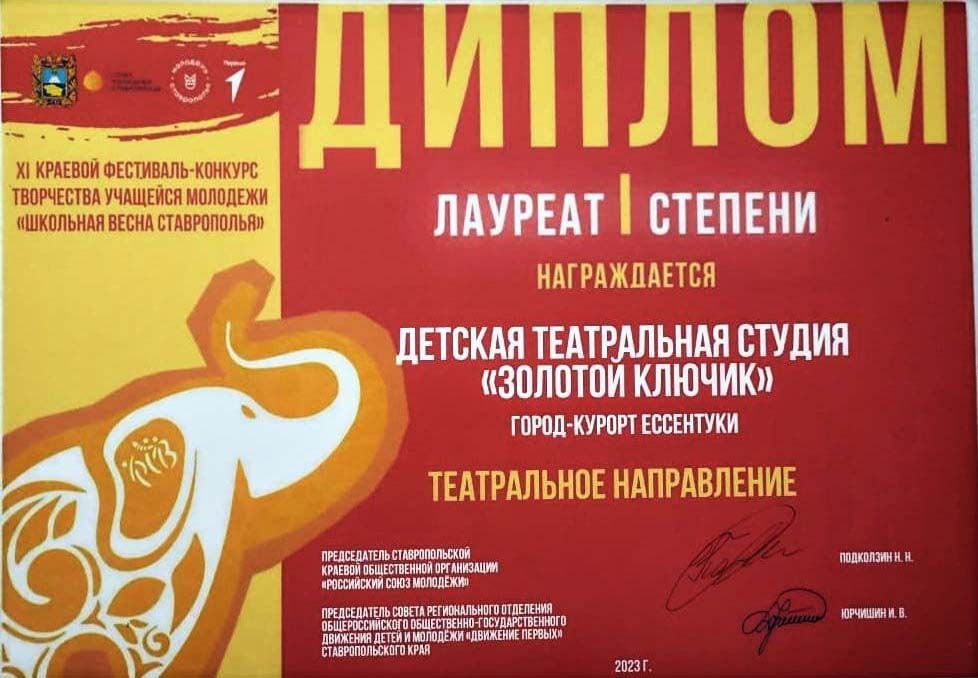 ДИПЛОМ
XI КРАЕВОЙ ФЕСТИВАЛЬ-КОНКУРС
ТВОРЧЕСТВА УЧАЩЕЙСЯ МОЛОДЕЖИ
«ШКОЛЬНАЯ ВЕСНА СТАВРОПОЛЬЯ»
ЛАУРЕАТ I СТЕПЕНИ
НАГРАЖДАЕТСЯ
ДЕТСКАЯ ТЕАТРАЛЬНАЯ СТУДИЯ
«ЗОЛОТОЙ КЛЮЧИК»
ГОРОД-КУРОРТ ЕССЕНТУКИ
ТЕАТРАЛЬНОЕ НАПРАВЛЕНИЕ
ПРЕДСЕДАТЕЛЬ СТАВРОПОЛЬСКОЙ
КРАЕВОЙ ОБЩЕСТВЕННОЙ ОРГАНИЗАЦИИ
«РОССИЙСКИЙ СОЮЗ МОЛОДЁЖИ»
ПОДКОЛЗИН Н. Н.
ПРЕДСЕДАТЕЛЬ СОВЕТА РЕГИОНАЛЬНОГО ОТДЕЛЕНИЯ
ОБЩЕРОССИЙСКОГО ОБЩЕСТВЕННО-ГОСУДАРСТВЕННОГО
ДВИЖЕНИЯ ДЕТЕЙ И МОЛОДЁЖИ «ДВИЖЕНИЕ ПЕРВЫХ»
СТАВРОПОЛЬСКОГО КРАЯ
ЮРЧИШИН И. В.
2023 Г.